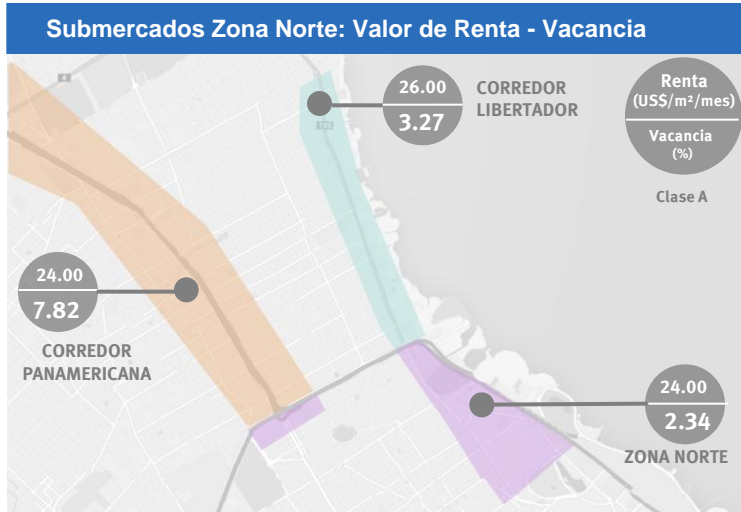 Submercados Zona Norte: Valor de Renta - Vacancia
26.00
3.27
CORREDOR
LIBERTADOR
Renta
(US$/m²/mes)
Vacancia
(%)
Clase A
24.00
7.82
CORREDOR
PANAMERICANA
24.00
2.34
ZONA NORTE